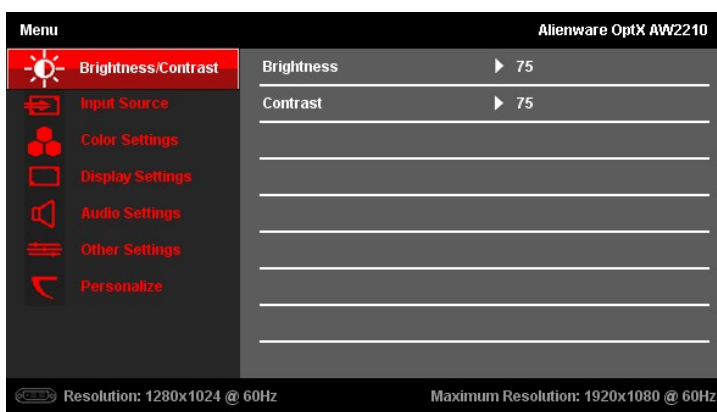 Menu Alienware OptX AW2210
Brightness/Contrast Brightness 75
Input Source Contrast 75
Color Settings
Display Settings
Audio Settings
Other Settings
Personalize
Resolution: 1280x1024 @ 60Hz Maximum Resolution: 1920x1080 @ 60Hz